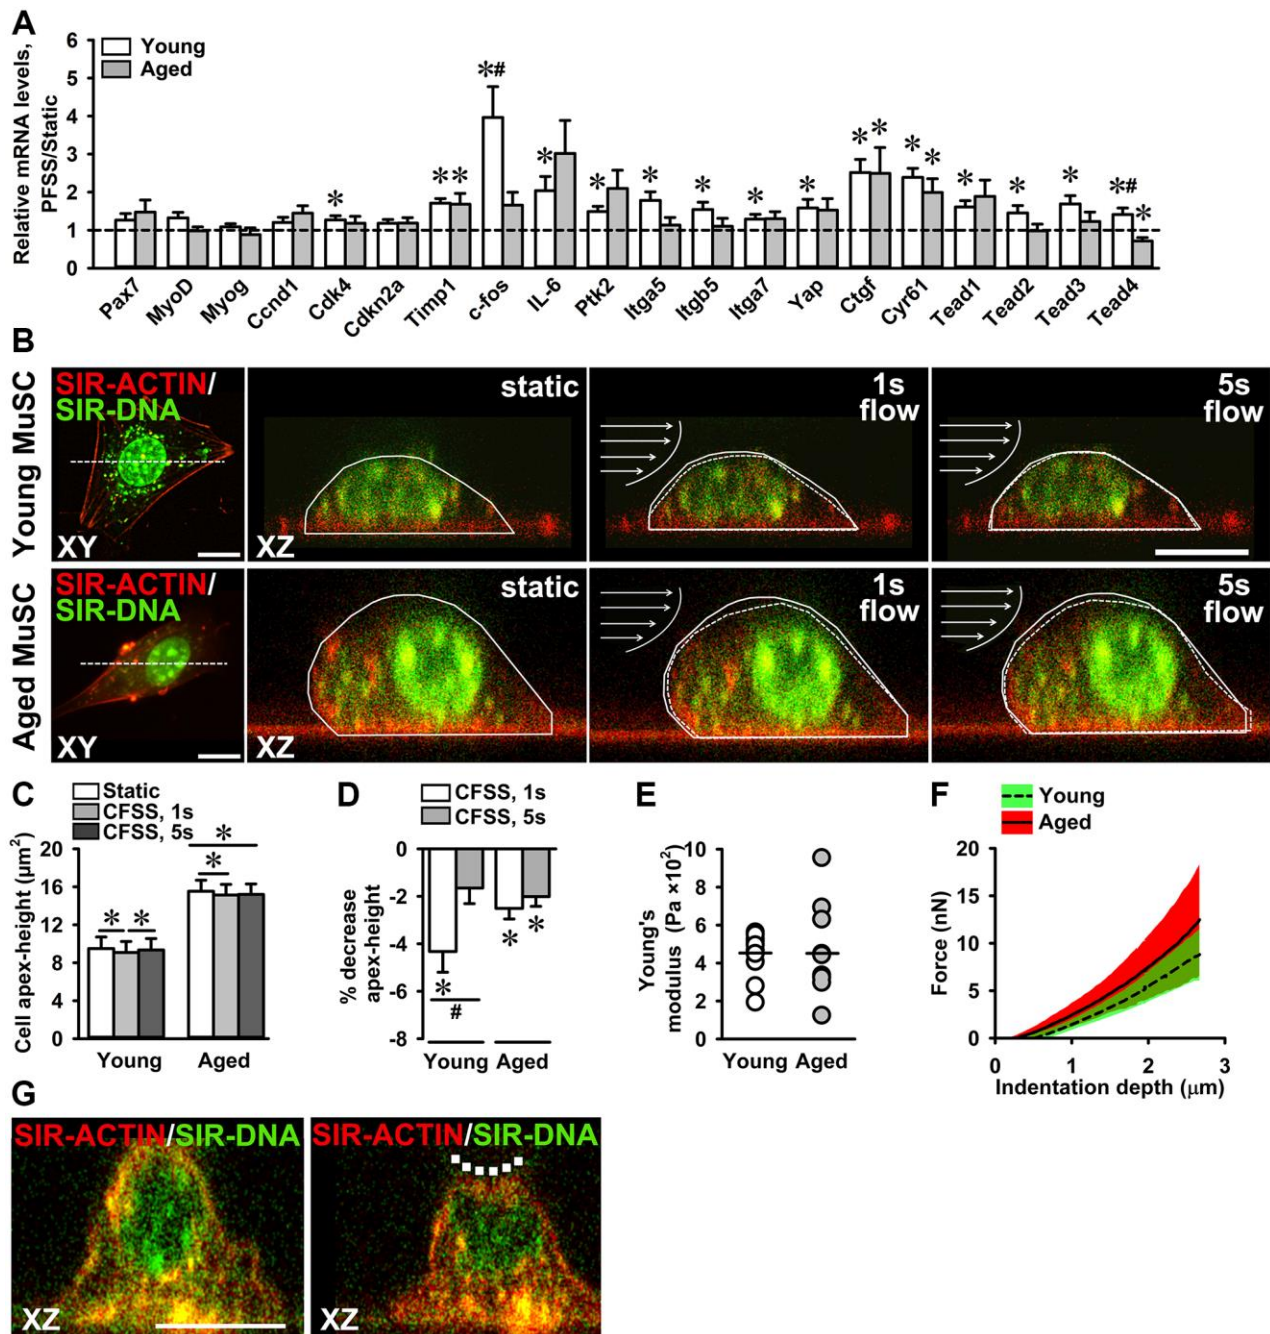 A
Relative mRNA levels,
PFSS/Static
6
5
4
3
2
1
0
Young
Aged
*
*
*
*#
*
*
*
*
*
*
*
*
*
*
*
*
*
*
*#
*
Pax7
MyoD
Myog
Ccnd1
Cdk4
Cdkn2a
Timp1
c-fos
IL-6
Ptk2
Itga5
Itgb5
Itga7
Yap
Ctgf
Cyr61
Tead1
Tead2
Tead3
Tead4
B
Young MuSC
SIR-ACTIN/
SIR-DNA
XY
static
XZ
1s
flow
5s
flow
Aged MuSC
SIR-ACTIN/
SIR-DNA
XY
static
XZ
1s
flow
5s
flow
C
Static
CFSS, 1s
CFSS, 5s
Cell apex-height (µm²)
20
16
12
8
4
0
*
*
*
*
Young
Aged
D
CFSS, 1s
CFSS, 5s
% decrease
apex-height
0
-2
-4
-6
-8
*
#
*
*
Young
Aged
E
Young's
modulus (Pa ×10²)
10
8
6
4
2
0
Young
Aged
F
Young
Aged
Force (nN)
20
15
10
5
0
0
1
2
3
Indentation depth (µm)
G
SIR-ACTIN/SIR-DNA
XZ
SIR-ACTIN/SIR-DNA
XZ